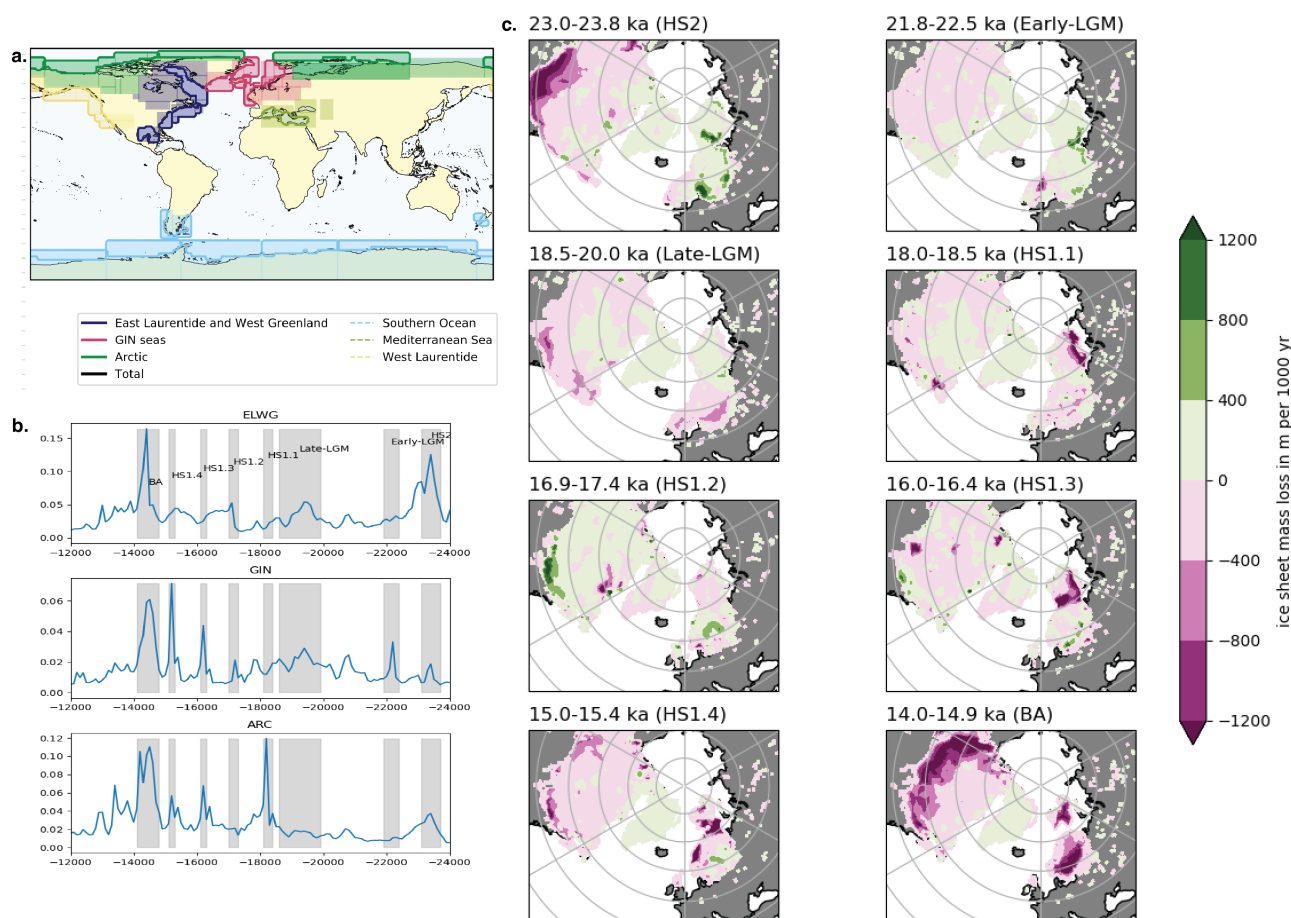 a.
East Laurentide and West Greenland
GIN seas
Arctic
Total
Southern Ocean
Mediterranean Sea
West Laurentide
b.
ELWG
0.15
0.10
0.05
0.00
BA
HS1.4
HS1.3
HS1.2
HS1.1
Late-LGM
Early-LGM
HS2
−12000 −14000 −16000 −18000 −20000 −22000 −24000
GIN
0.06
0.04
0.02
0.00
−12000 −14000 −16000 −18000 −20000 −22000 −24000
ARC
0.12
0.10
0.08
0.06
0.04
0.02
0.00
−12000 −14000 −16000 −18000 −20000 −22000 −24000
c.
23.0-23.8 ka (HS2)
21.8-22.5 ka (Early-LGM)
18.5-20.0 ka (Late-LGM)
18.0-18.5 ka (HS1.1)
16.9-17.4 ka (HS1.2)
16.0-16.4 ka (HS1.3)
15.0-15.4 ka (HS1.4)
14.0-14.9 ka (BA)
1200
800
400
0
−400
−800
−1200
ice sheet mass loss in m per 1000 yr